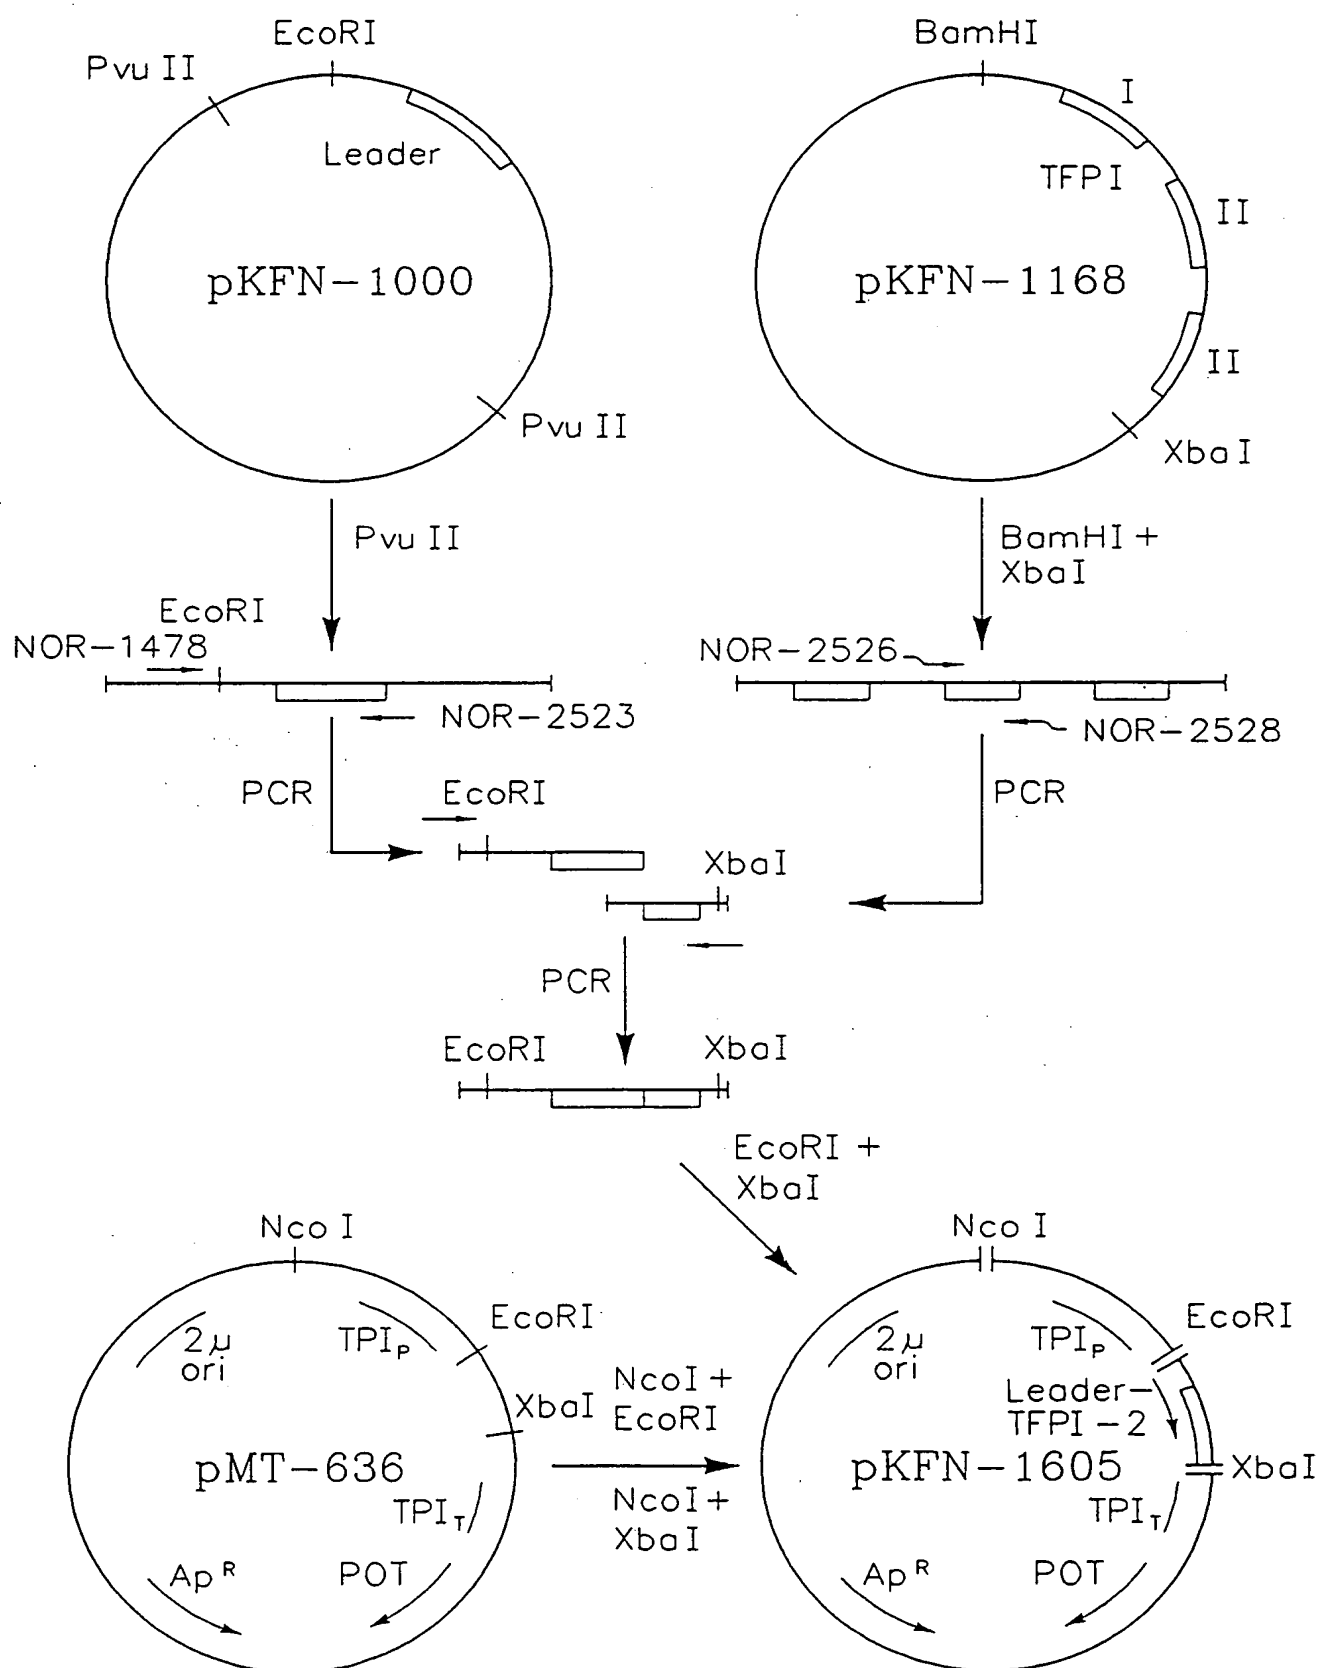 EcoRI
Pvu II
Leader
pKFN-1000
Pvu II
BamHI
I
TFPI
II
pKFN-1168
II
XbaI
Pvu II
BamHI +
XbaI
EcoRI
NOR-1478
NOR-2523
NOR-2526
NOR-2528
PCR
EcoRI
PCR
XbaI
PCR
EcoRI
XbaI
EcoRI +
XbaI
Nco I
2μ
ori
TPIP
EcoRI
XbaI
pMT-636
TPIT
ApR
POT
NcoI+
EcoRI
NcoI+
XbaI
Nco I
2μ
ori
TPIP
EcoRI
Leader-
TFPI-2
pKFN-1605
XbaI
TPIT
ApR
POT